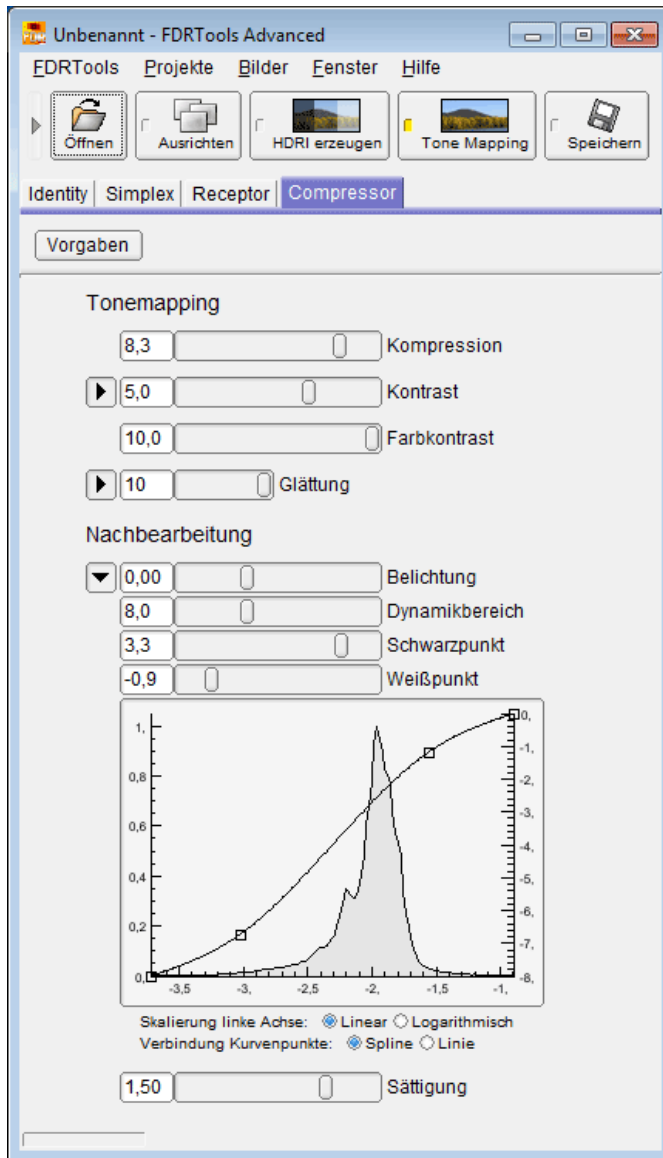 Unbenannt - FDRTools Advanced
FDRTools Projekte Bilder Fenster Hilfe
Öffnen Ausrichten HDRI erzeugen Tone Mapping Speichern
Identity Simplex Receptor Compressor
Vorgaben
Tonemapping
8,3 Kompression
5,0 Kontrast
10,0 Farbkontrast
10 Glättung
Nachbearbeitung
0,00 Belichtung
8,0 Dynamikbereich
3,3 Schwarzpunkt
-0,9 Weißpunkt
1, 0,
-1,
0,8 -2,
-3,
0,6 -4,
0,4 -5,
-6,
0,2 -7,
0, -8,
-3,5 -3, -2,5 -2, -1,5 -1,
Skalierung linke Achse: Linear Logarithmisch
Verbindung Kurvenpunkte: Spline Linie
1,50 Sättigung